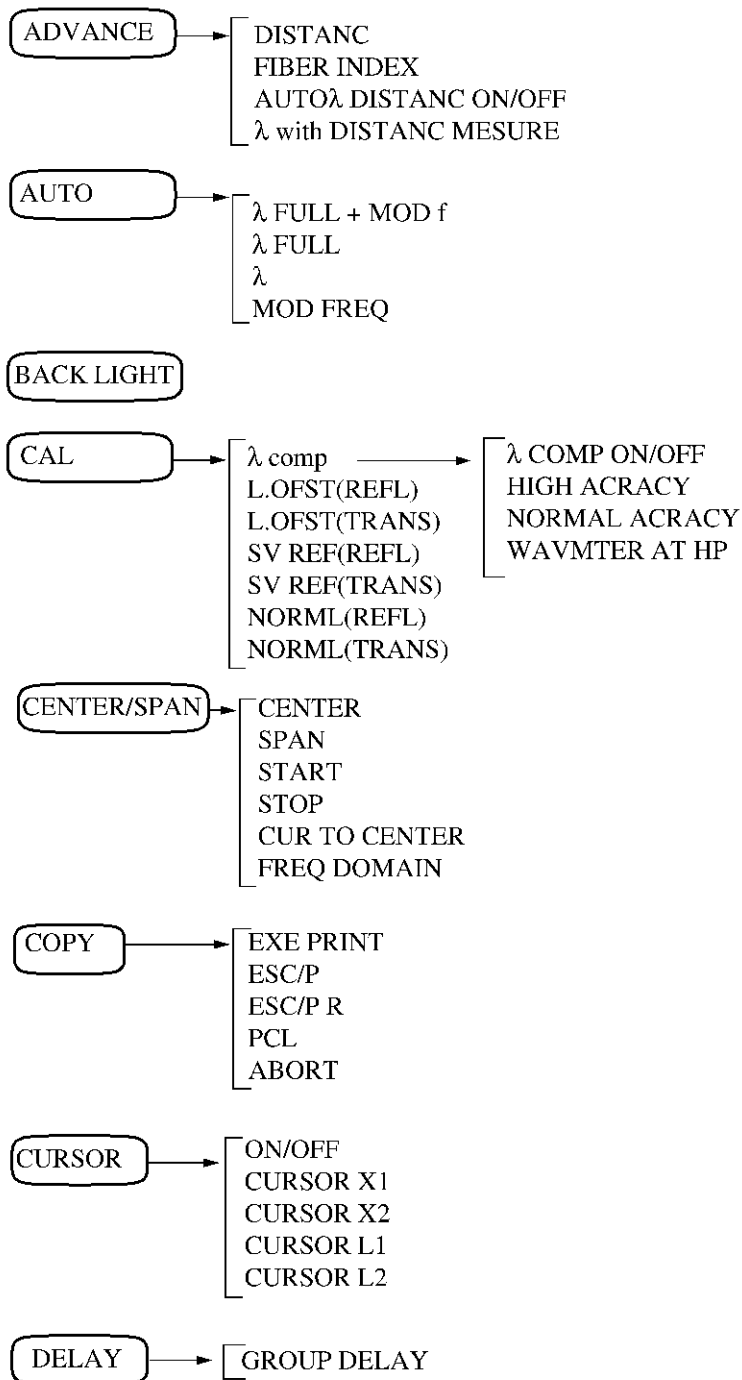 ADVANCE
DISTANC
FIBER INDEX
AUTOλ DISTANC ON/OFF
λ with DISTANC MESURE
AUTO
λ FULL + MOD f
λ FULL
λ
MOD FREQ
BACK LIGHT
CAL
λ comp
L.OFST(REFL)
L.OFST(TRANS)
SV REF(REFL)
SV REF(TRANS)
NORML(REFL)
NORML(TRANS)
λ COMP ON/OFF
HIGH ACRACY
NORMAL ACRACY
WAVMTER AT HP
CENTER/SPAN
CENTER
SPAN
START
STOP
CUR TO CENTER
FREQ DOMAIN
COPY
EXE PRINT
ESC/P
ESC/P R
PCL
ABORT
CURSOR
ON/OFF
CURSOR X1
CURSOR X2
CURSOR L1
CURSOR L2
DELAY
GROUP DELAY